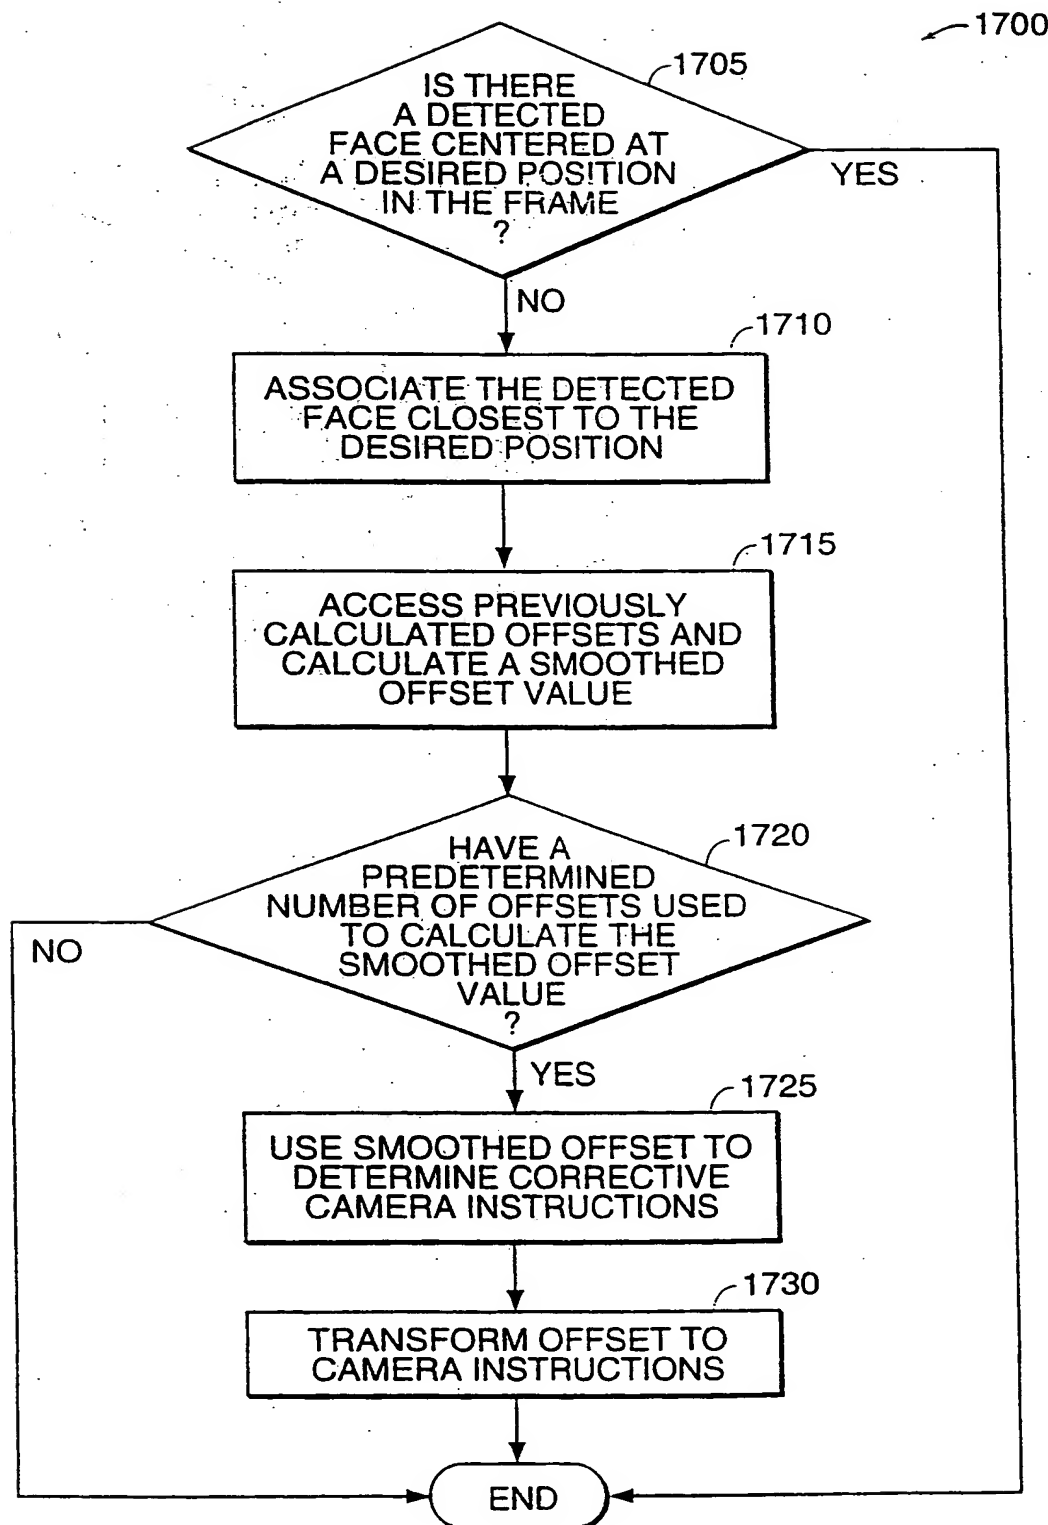 1700
1705
IS THERE
A DETECTED
FACE CENTERED AT
A DESIRED POSITION
IN THE FRAME
?
YES
NO
1710
ASSOCIATE THE DETECTED
FACE CLOSEST TO THE
DESIRED POSITION
1715
ACCESS PREVIOUSLY
CALCULATED OFFSETS AND
CALCULATE A SMOOTHED
OFFSET VALUE
1720
HAVE A
PREDETERMINED
NUMBER OF OFFSETS USED
TO CALCULATE THE
SMOOTHED OFFSET
VALUE
?
NO
YES
1725
USE SMOOTHED OFFSET TO
DETERMINE CORRECTIVE
CAMERA INSTRUCTIONS
1730
TRANSFORM OFFSET TO
CAMERA INSTRUCTIONS
END